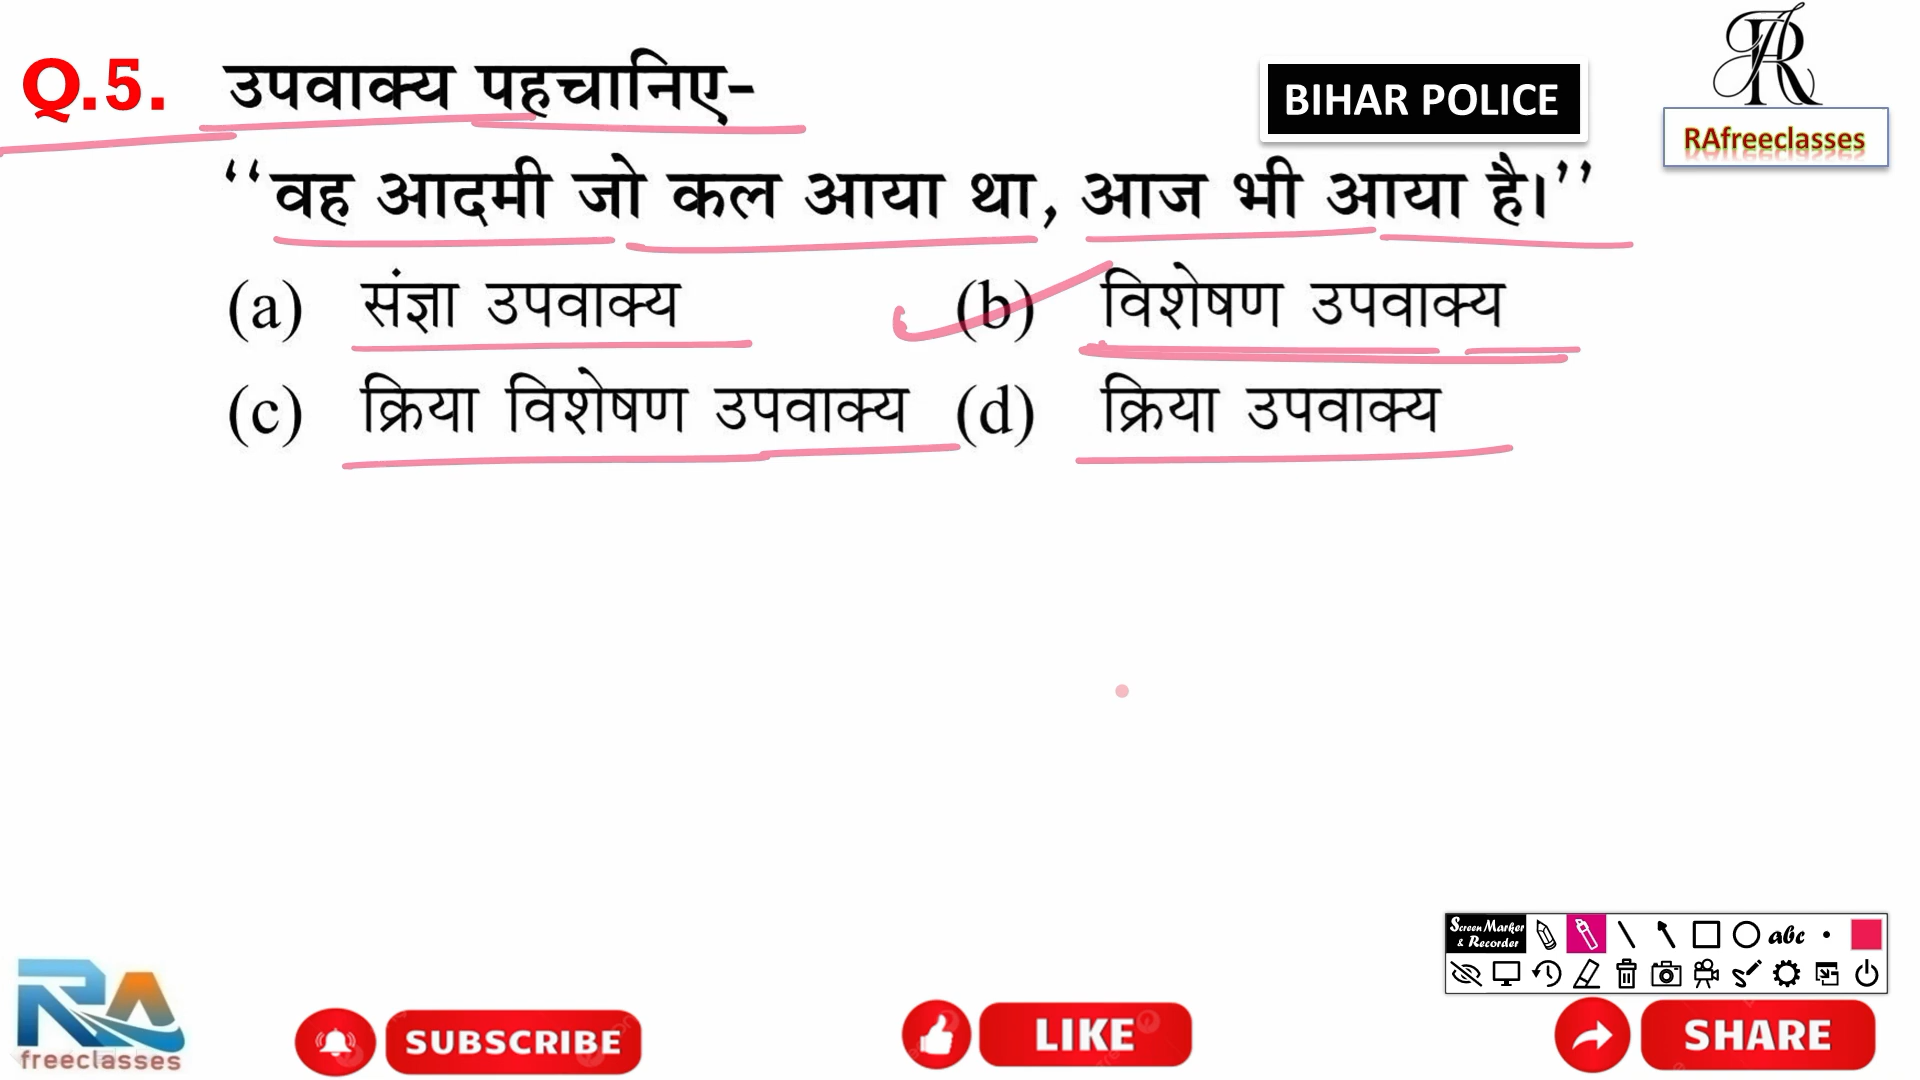 Q.5. उपवाक्य पहचानिए-
BIHAR POLICE
RAfreeclasses
“वह आदमी जो कल आया था, आज भी आया है।”
(a) संज्ञा उपवाक्य (b) विशेषण उपवाक्य
(c) क्रिया विशेषण उपवाक्य (d) क्रिया उपवाक्य
Screen Marker
& Recorder
abc
RA
freeclasses
SUBSCRIBE
LIKE
SHARE